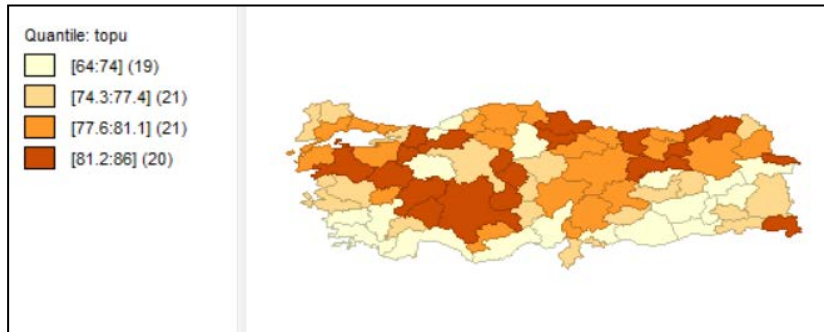 Quantile: topu
[64:74] (19)
[74.3:77.4] (21)
[77.6:81.1] (21)
[81.2:86] (20)